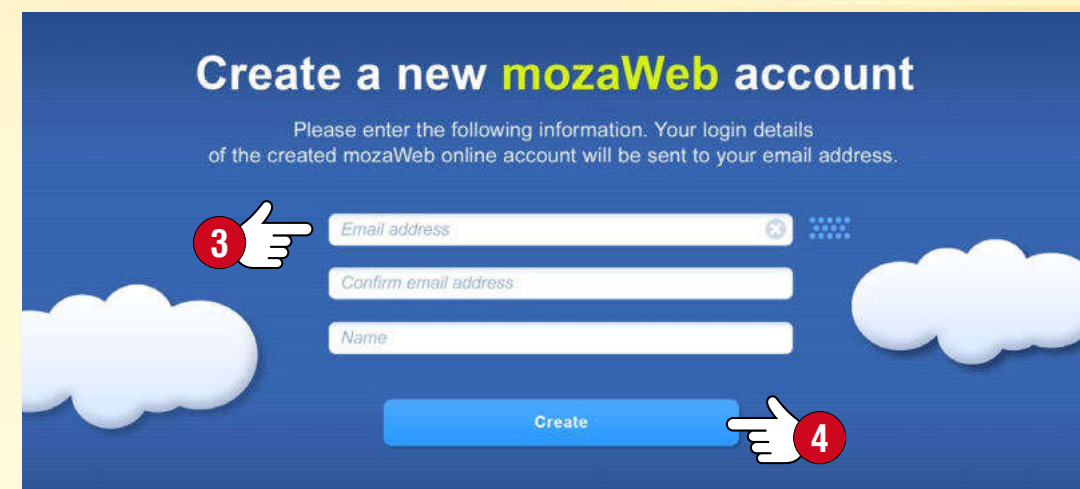 Create a new mozaWeb account
Please enter the following information. Your login details
of the created mozaWeb online account will be sent to your email address.
3
Email address
Confirm email address
Name
Create
4